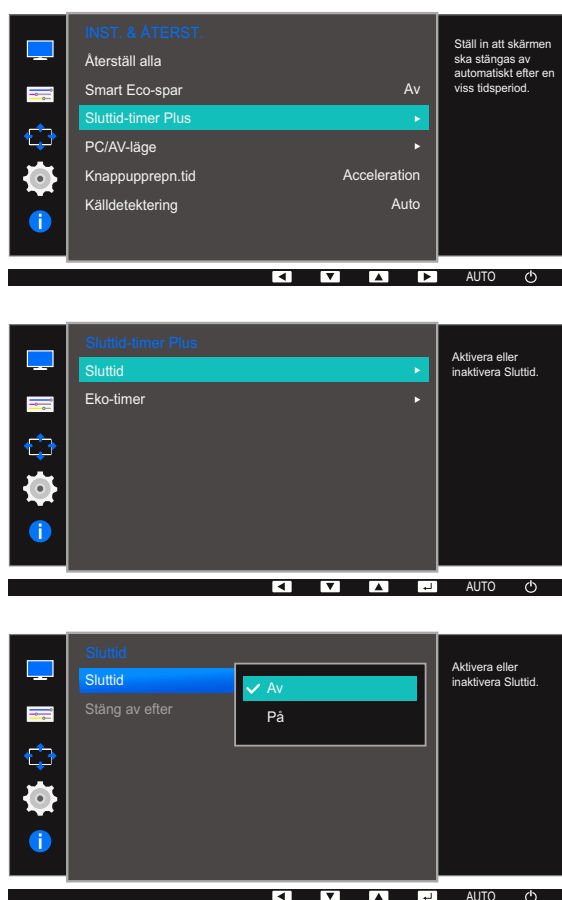 INST. & ÅTERST.
Återställ alla
Smart Eco-spar Av
Sluttid-timer Plus
PC/AV-läge
Knappupprepn.tid Acceleration
Källdetektering Auto
Ställ in att skärmen
ska stängas av
automatiskt efter en
viss tidsperiod.
AUTO
Sluttid-timer Plus
Sluttid
Eko-timer
Aktivera eller
inaktivera Sluttid.
AUTO
Sluttid
Sluttid
Stäng av efter
Av
På
Aktivera eller
inaktivera Sluttid.
AUTO